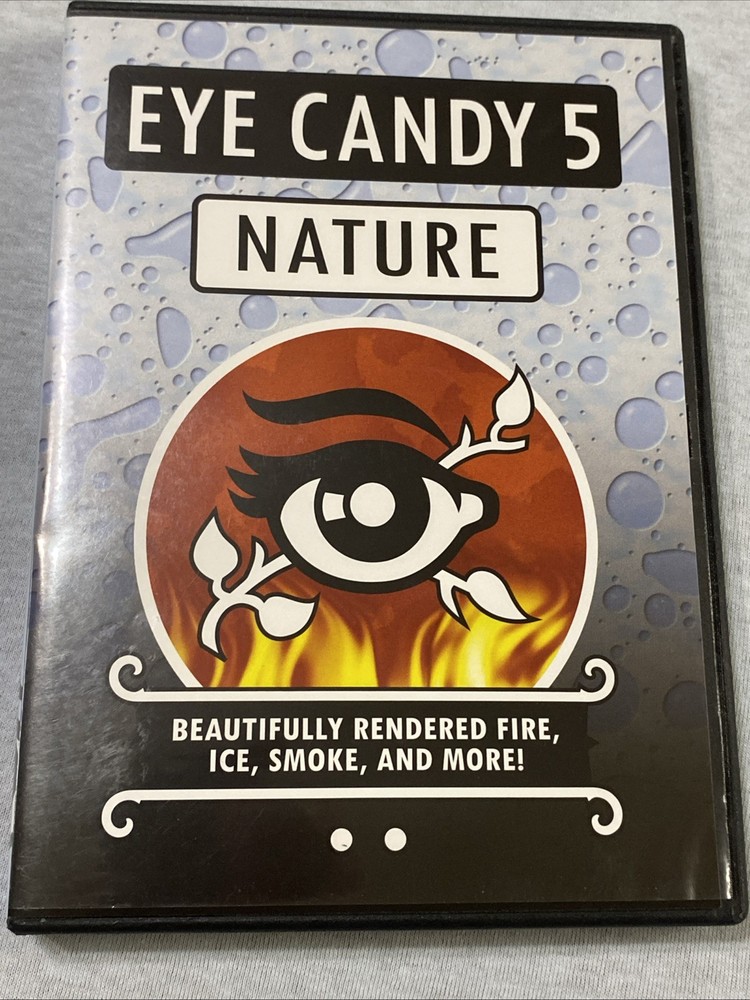 EYE CANDY 5
NATURE
BEAUTIFULLY RENDERED FIRE,
ICE, SMOKE, AND MORE!